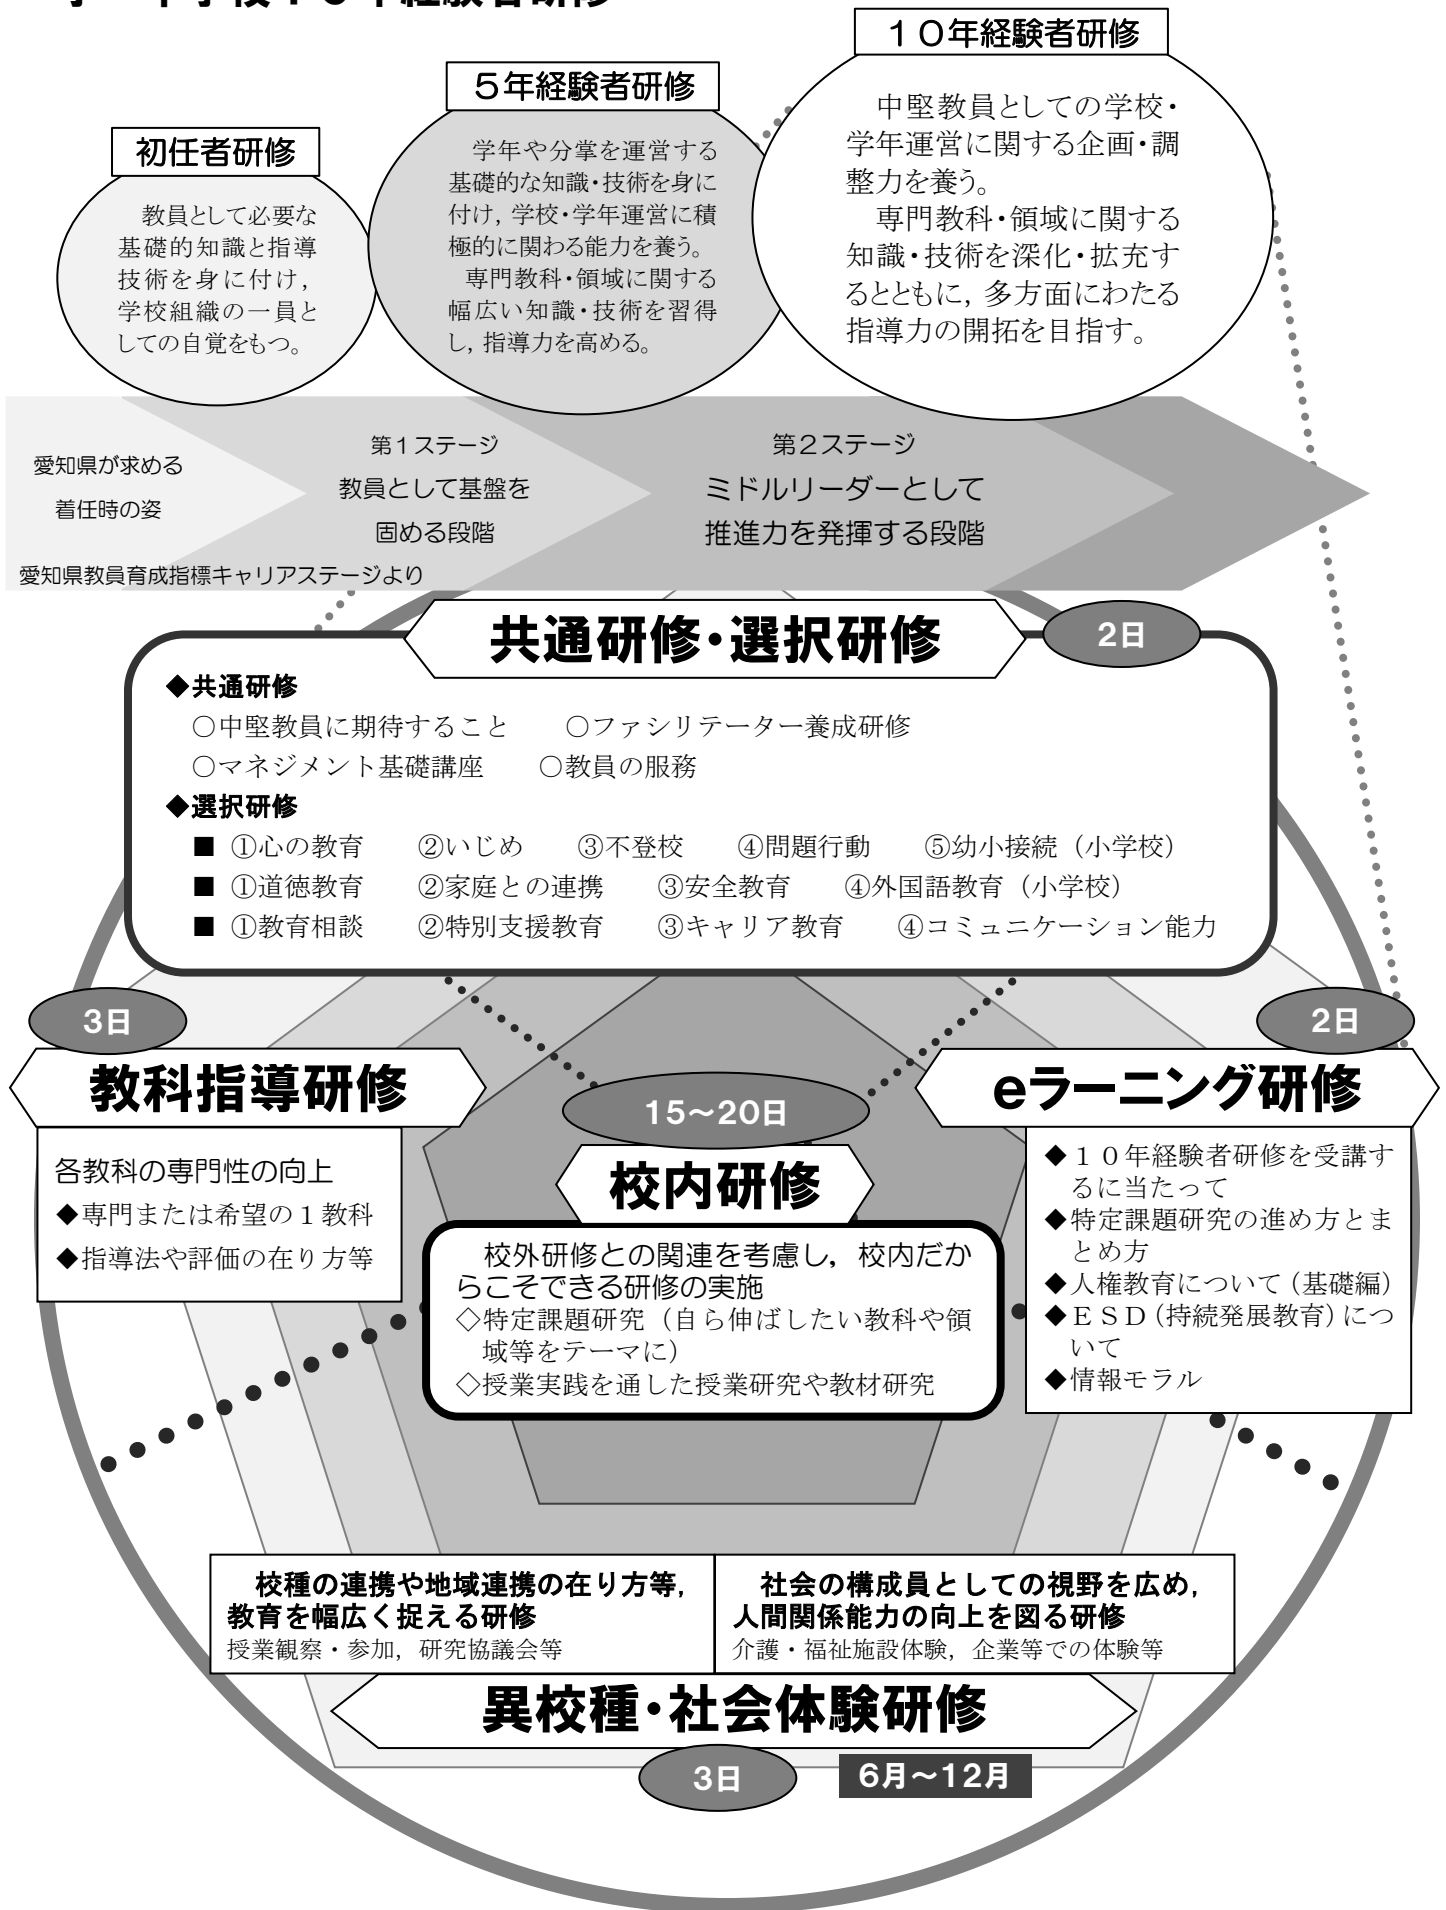 小・中学校１０年経験者研修
１０年経験者研修
中堅教員としての学校・
学年運営に関する企画・調
整力を養う。
専門教科・領域に関する
知識・技術を深化・拡充す
るとともに，多方面にわたる
指導力の開拓を目指す。
５年経験者研修
学年や分掌を運営する
基礎的な知識・技術を身に
付け，学校・学年運営に積
極的に関わる能力を養う。
専門教科・領域に関する
幅広い知識・技術を習得
し，指導力を高める。
初任者研修
教員として必要な
基礎的知識と指導
技術を身に付け，
学校組織の一員と
しての自覚をもつ。
愛知県が求める
着任時の姿
第１ステージ
教員として基盤を
固める段階
第２ステージ
ミドルリーダーとして
推進力を発揮する段階
愛知県教員育成指標キャリアステージより
共通研修・選択研修
２日
◆共通研修
○中堅教員に期待すること　○ファシリテーター養成研修
○マネジメント基礎講座　○教員の服務
◆選択研修
■ ①心の教育　②いじめ　③不登校　④問題行動　⑤幼小接続（小学校）
■ ①道徳教育　②家庭との連携　③安全教育　④外国語教育（小学校）
■ ①教育相談　②特別支援教育　③キャリア教育　④コミュニケーション能力
３日
教科指導研修
各教科の専門性の向上
◆専門または希望の１教科
◆指導法や評価の在り方等
１５～２０日
校内研修
校外研修との関連を考慮し，校内だか
らこそできる研修の実施
◇特定課題研究（自ら伸ばしたい教科や領
域等をテーマに）
◇授業実践を通した授業研究や教材研究
２日
eラーニング研修
◆１０年経験者研修を受講す
るに当たって
◆特定課題研究の進め方とま
とめ方
◆人権教育について（基礎編）
◆ＥＳＤ（持続発展教育）につ
いて
◆情報モラル
校種の連携や地域連携の在り方等，
教育を幅広く捉える研修
授業観察・参加，研究協議会等
社会の構成員としての視野を広め，
人間関係能力の向上を図る研修
介護・福祉施設体験，企業等での体験等
異校種・社会体験研修
３日
６月～１２月